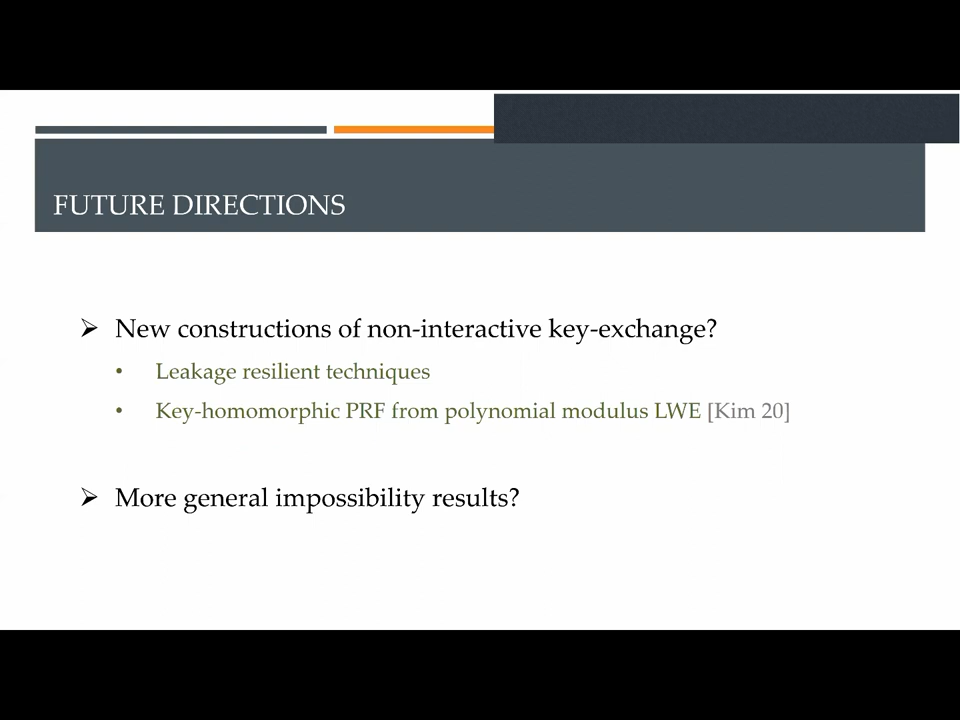 FUTURE DIRECTIONS
➢ New constructions of non-interactive key-exchange?
• Leakage resilient techniques
• Key-homomorphic PRF from polynomial modulus LWE [Kim 20]
➢ More general impossibility results?